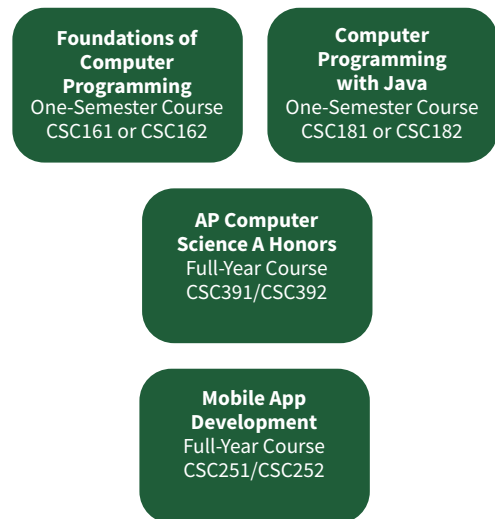 Foundations of
Computer
Programming
One-Semester Course
CSC161 or CSC162
Computer
Programming
with Java
One-Semester Course
CSC181 or CSC182
AP Computer
Science A Honors
Full-Year Course
CSC391/CSC392
Mobile App
Development
Full-Year Course
CSC251/CSC252